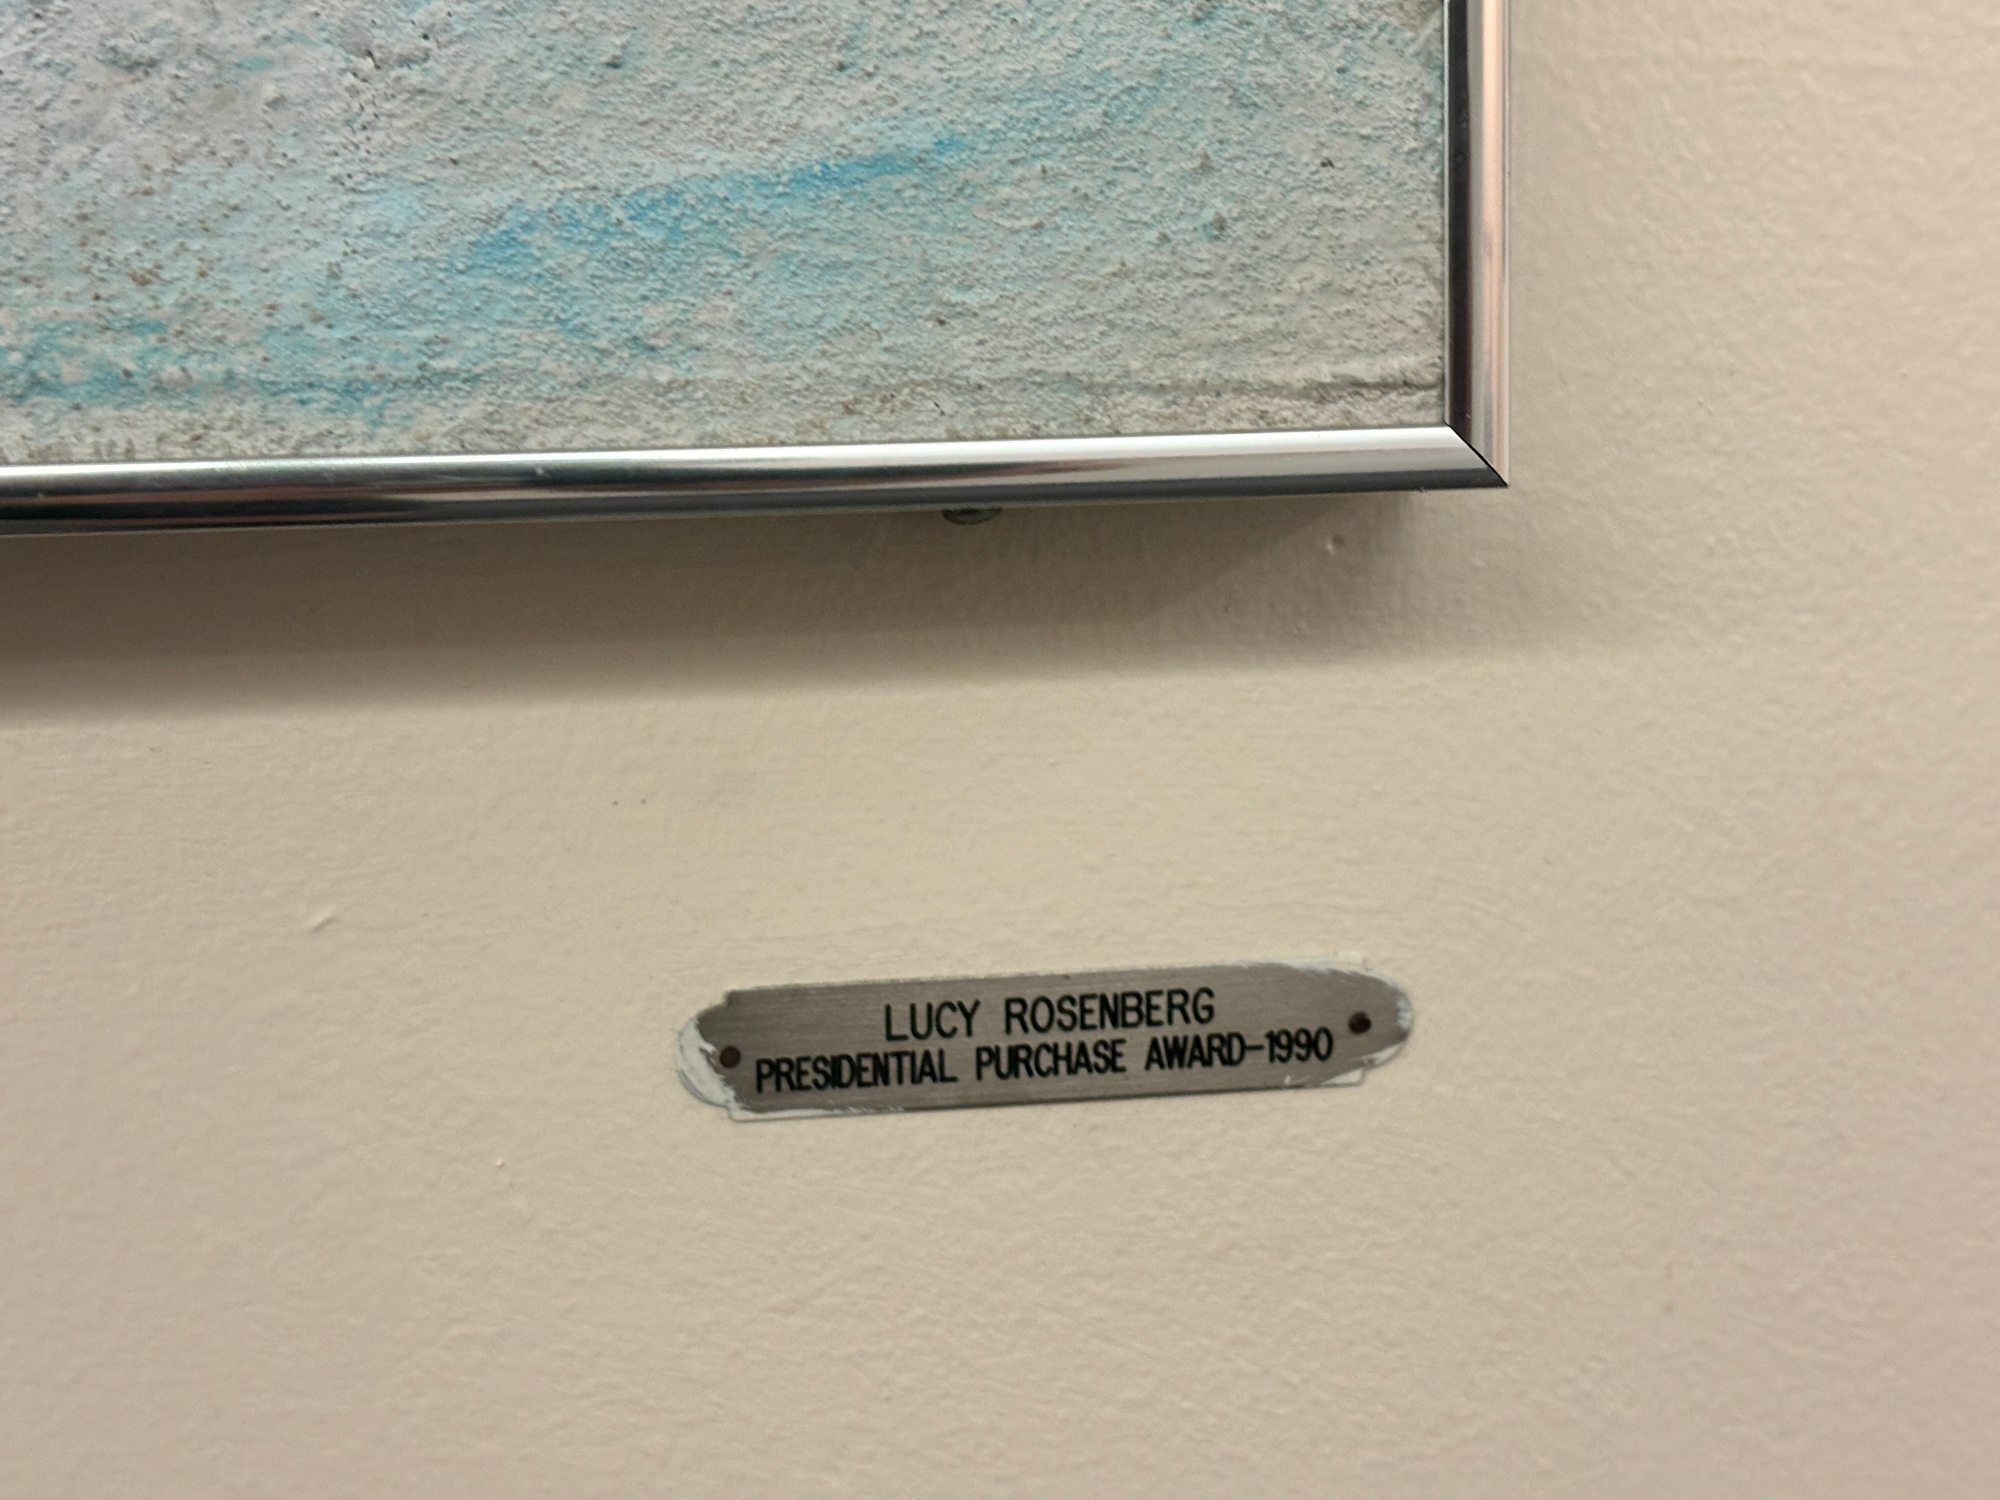 LUCY ROSENBERG
PRESIDENTIAL PURCHASE AWARD-1990